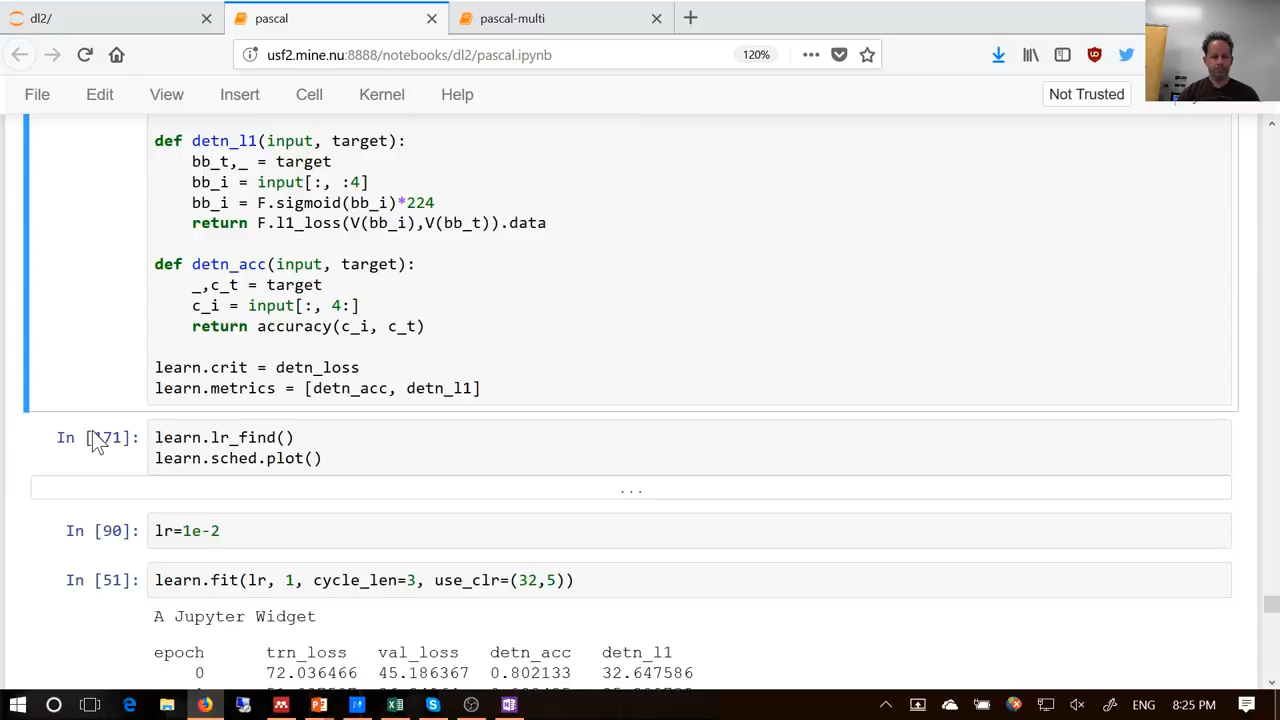 dl2/
pascal
pascal-multi
usf2.mine.nu:8888/notebooks/dl2/pascal.ipynb
120%
File Edit View Insert Cell Kernel Help
Not Trusted
def detn_l1(input, target):
bb_t,_ = target
bb_i = input[:, :4]
bb_i = F.sigmoid(bb_i)*224
return F.l1_loss(V(bb_i),V(bb_t)).data
def detn_acc(input, target):
_,c_t = target
c_i = input[:, 4:]
return accuracy(c_i, c_t)
learn.crit = detn_loss
learn.metrics = [detn_acc, detn_l1]
learn.lr_find()
learn.sched.plot()
...
In [90]: lr=1e-2
In [51]: learn.fit(lr, 1, cycle_len=3, use_clr=(32,5))
A Jupyter Widget
epoch trn_loss val_loss detn_acc detn_l1
0 72.036466 45.186367 0.802133 32.647586
ENG 8:25 PM